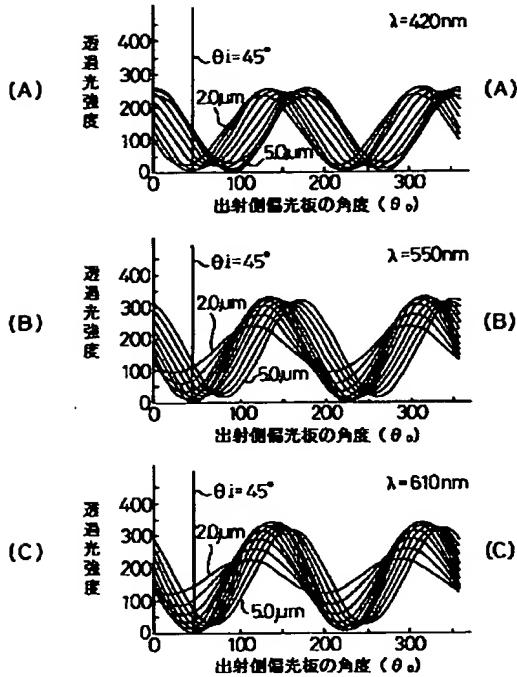 (A)
透過光強度
400
300
200
100
0
θi=45°
2.0μm
5.0μm
λ=420nm
(A)
0 100 200 300
出射側偏光板の角度(θo)
(B)
透過光強度
400
300
200
100
0
θi=45°
2.0μm
5.0μm
λ=550nm
(B)
0 100 200 300
出射側偏光板の角度(θo)
(C)
透過光強度
400
300
200
100
0
θi=45°
2.0μm
5.0μm
λ=610nm
(C)
0 100 200 300
出射側偏光板の角度(θo)